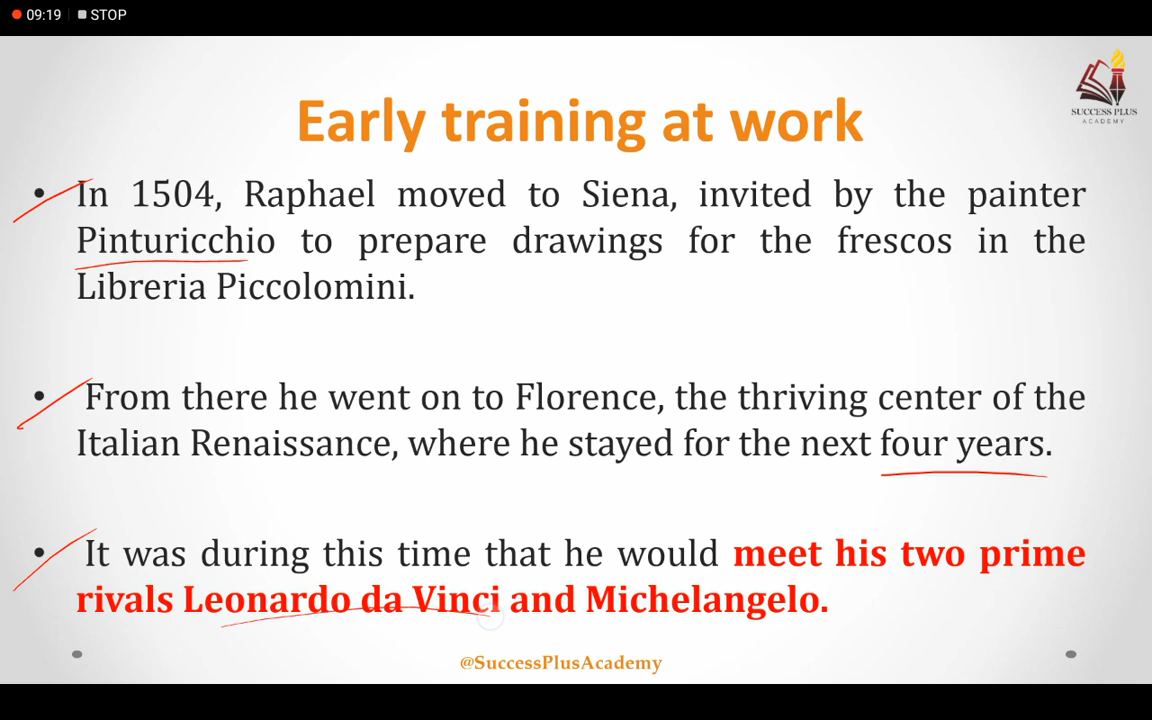 09:19 STOP
SUCCESS PLUS
ACADEMY
Early training at work
• In 1504, Raphael moved to Siena, invited by the painter
Pinturicchio to prepare drawings for the frescos in the
Libreria Piccolomini.
• From there he went on to Florence, the thriving center of the
Italian Renaissance, where he stayed for the next four years.
• It was during this time that he would meet his two prime
rivals Leonardo da Vinci and Michelangelo.
@SuccessPlusAcademy